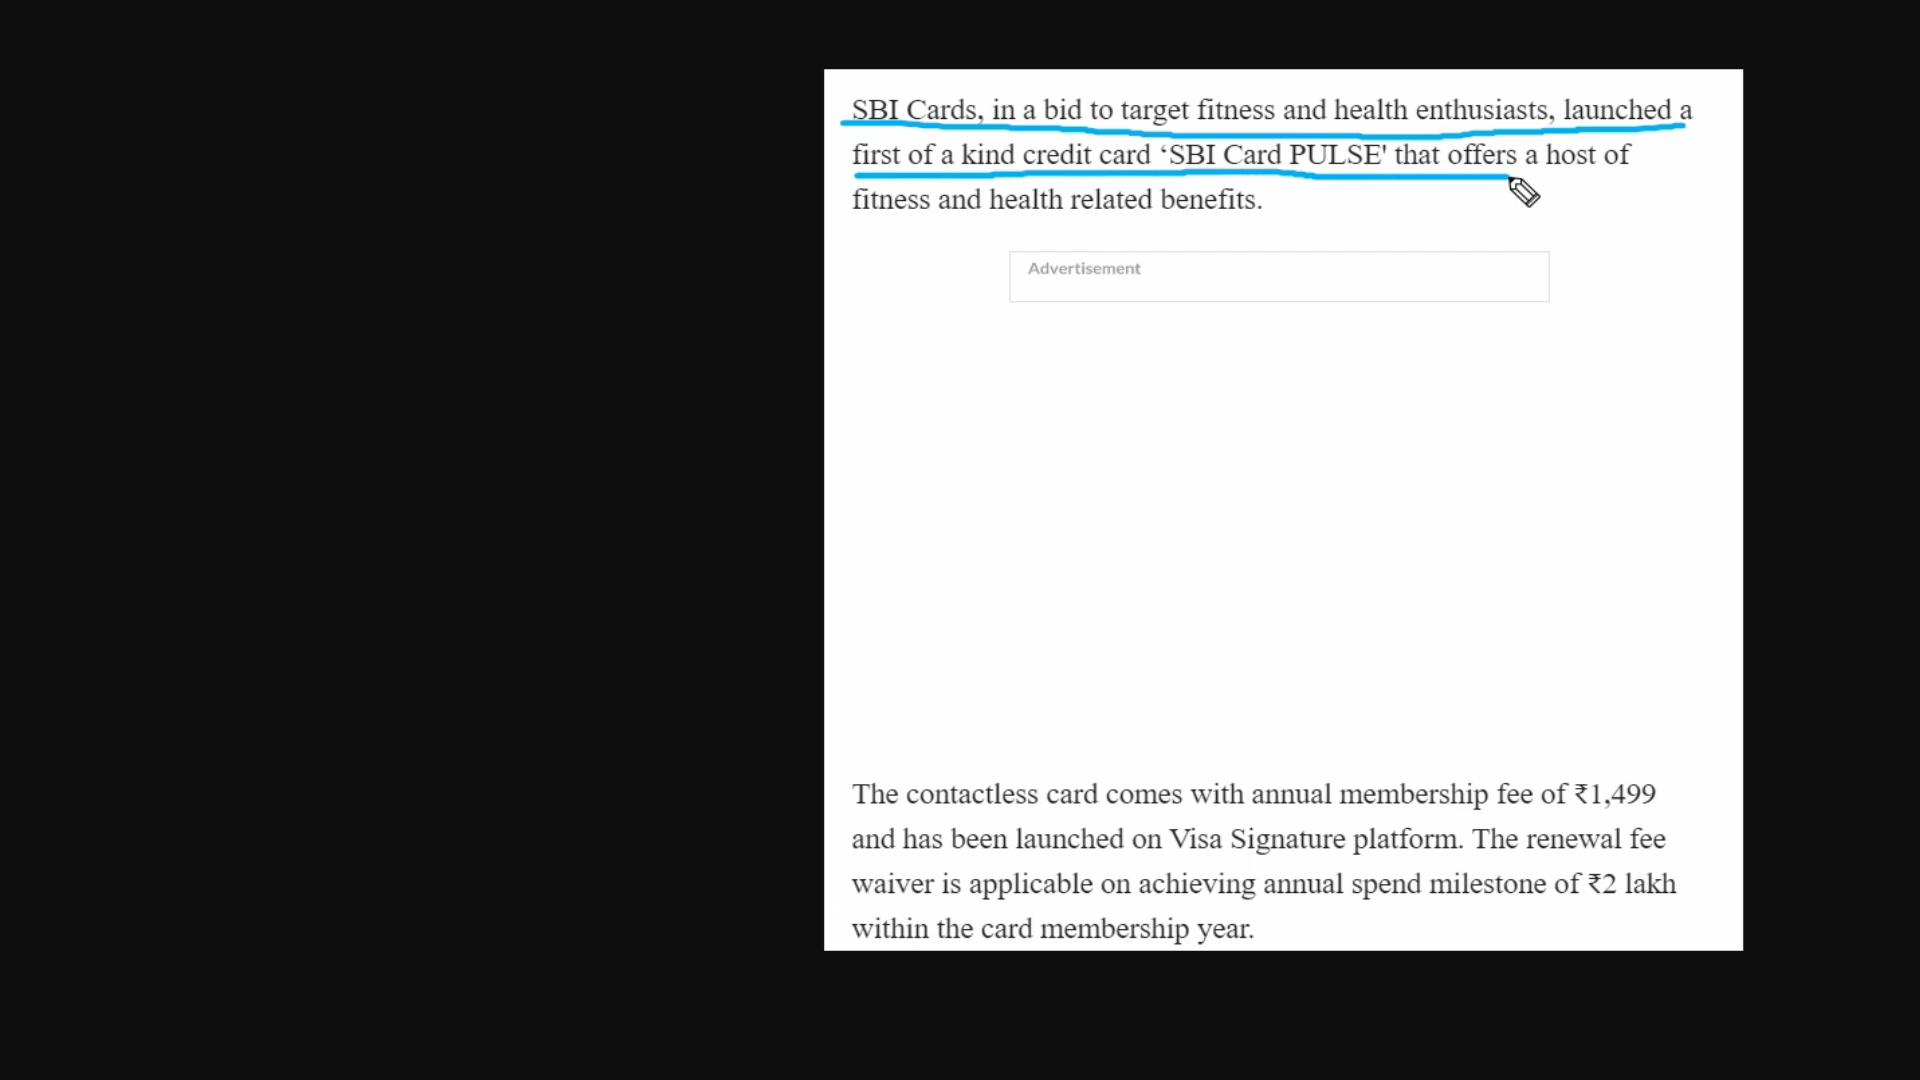 SBI Cards, in a bid to target fitness and health enthusiasts, launched a
first of a kind credit card ‘SBI Card PULSE' that offers a host of
fitness and health related benefits.
Advertisement
The contactless card comes with annual membership fee of ₹1,499
and has been launched on Visa Signature platform. The renewal fee
waiver is applicable on achieving annual spend milestone of ₹2 lakh
within the card membership year.